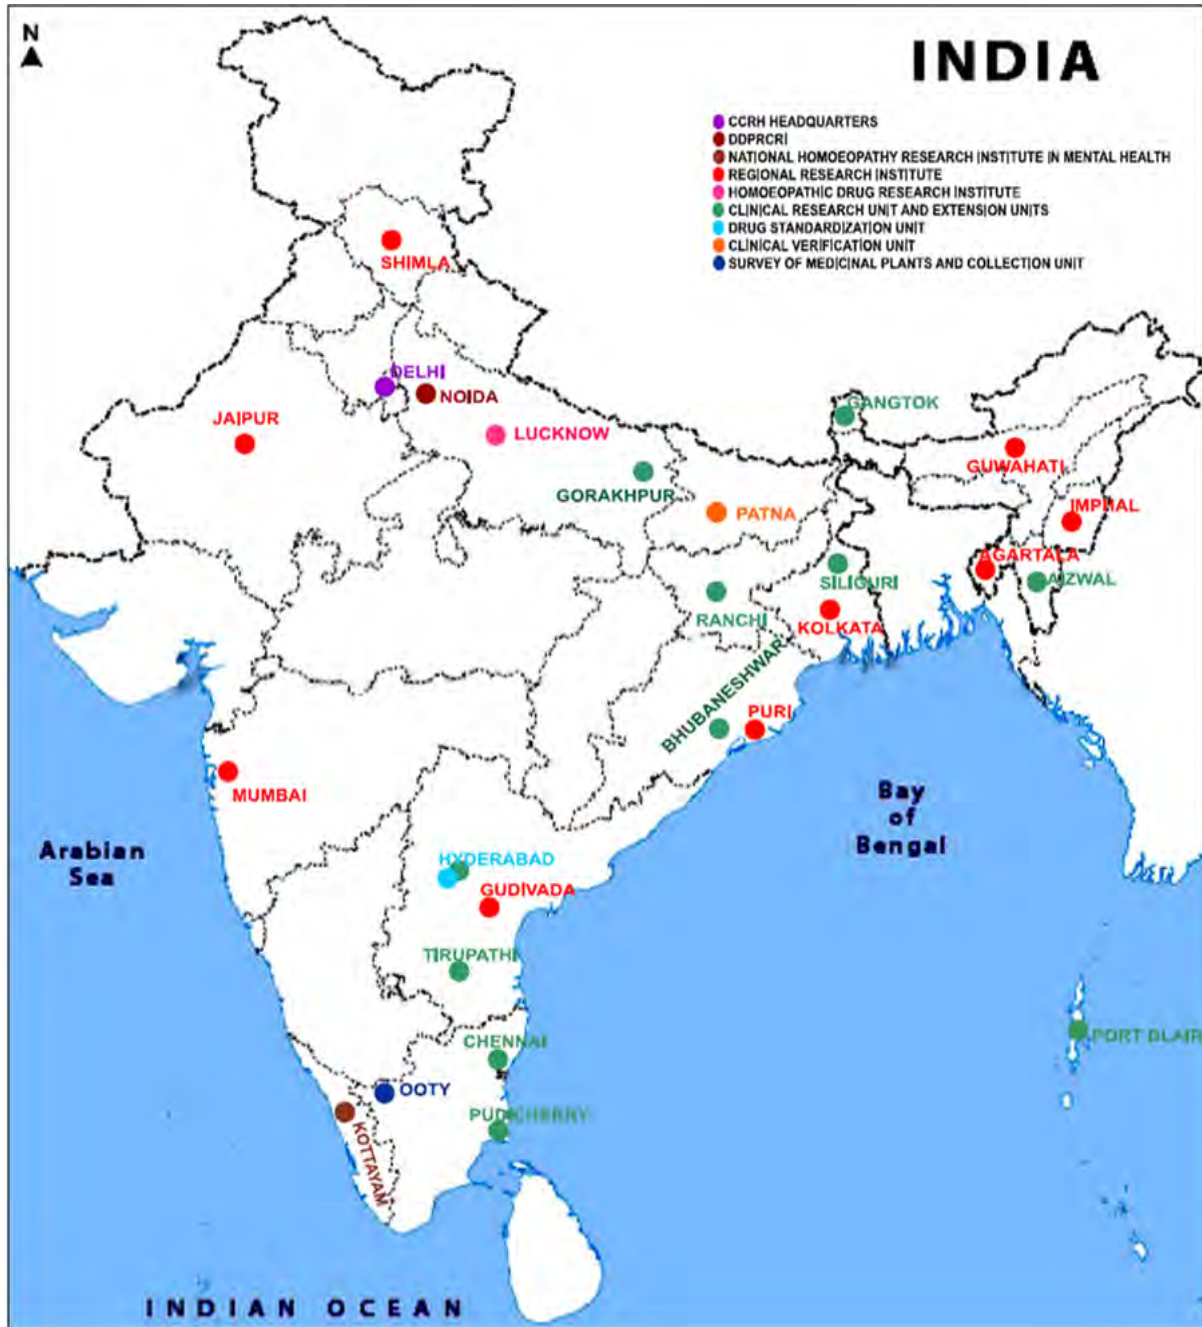 N
INDIA
CCRH HEADQUARTERS
DDPRCRI
NATIONAL HOMOEOPATHY RESEARCH INSTITUTE IN MENTAL HEALTH
REGIONAL RESEARCH INSTITUTE
HOMOEOPATHIC DRUG RESEARCH INSTITUTE
CLINICAL RESEARCH UNIT AND EXTENSION UNITS
DRUG STANDARDIZATION UNIT
CLINICAL VERIFICATION UNIT
SURVEY OF MEDICINAL PLANTS AND COLLECTION UNIT
SHIMLA
DELHI
NOIDA
JAIPUR
LUCKNOW
GANGTOK
GUWAHATI
GORAKHPUR
PATNA
IMPHAL
AGARTALA
AIZWAL
SILIGURI
RANCHI
KOLKATA
BHUBANESHWAR
PURI
MUMBAI
Bay
of
Bengal
Arabian
Sea
HYDERABAD
GUDIVADA
TIRUPATHI
PORT BLAIR
CHENNAI
OOTY
PUDICHERRY
KOTTAYAM
INDIAN OCEAN